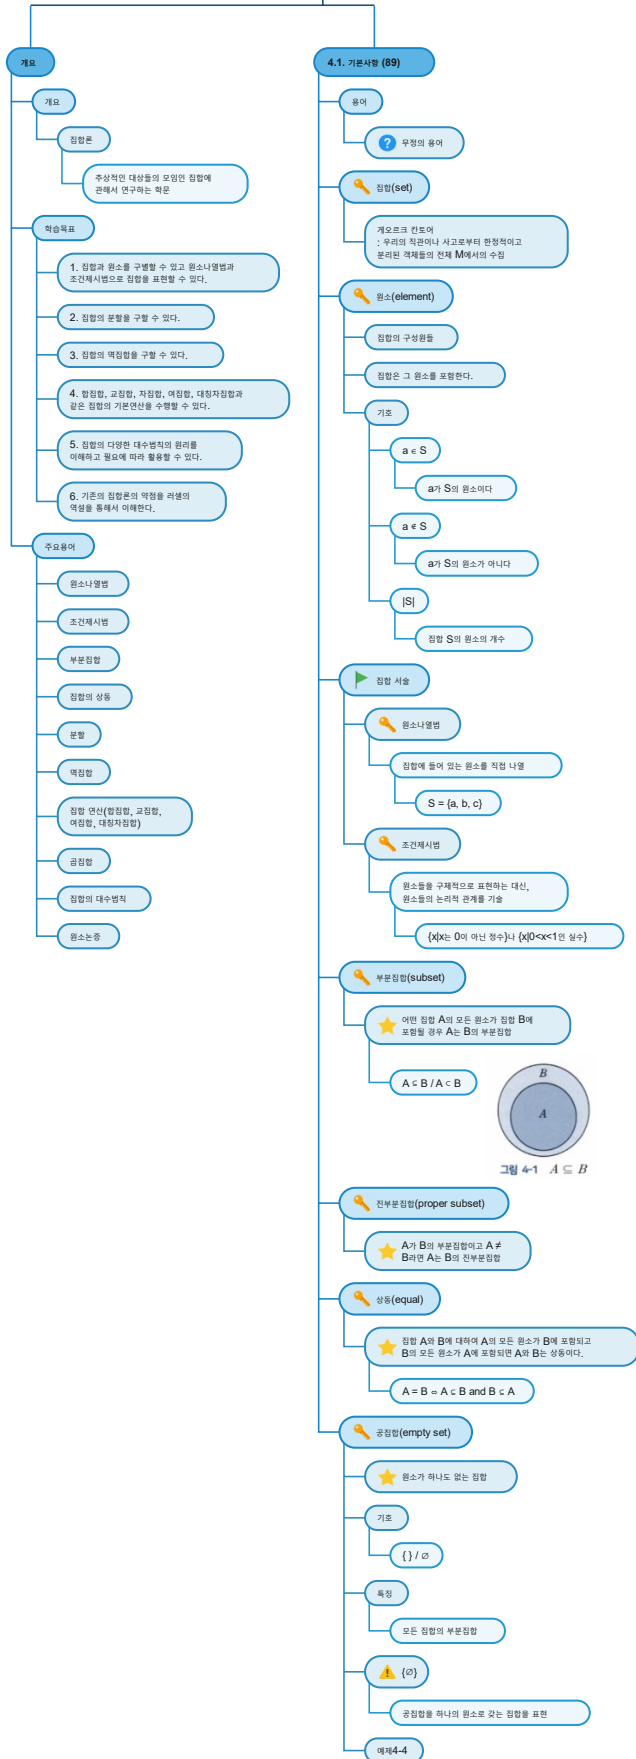 개요
개요
집합론
추상적인 대상들의 모임인 집합에
관해서 연구하는 학문
학습목표
1. 집합과 원소를 구별할 수 있고 원소나열법과
조건제시법으로 집합을 표현할 수 있다.
2. 집합의 분할을 구할 수 있다.
3. 집합의 멱집합을 구할 수 있다.
4. 합집합, 교집합, 차집합, 여집합, 대칭차집합과
같은 집합의 기본연산을 수행할 수 있다.
5. 집합의 다양한 대수법칙의 원리를
이해하고 필요에 따라 활용할 수 있다.
6. 기존의 집합론의 약점을 러셀의
역설을 통해서 이해한다.
주요용어
원소나열법
조건제시법
부분집합
집합의 상동
분할
멱집합
집합 연산(합집합, 교집합,
여집합, 대칭차집합)
곱집합
집합의 대수법칙
원소논증
4.1. 기본사항 (89)
용어
무정의 용어
집합(set)
게오르크 칸토어
: 우리의 직관이나 사고로부터 한정적이고
분리된 객체들의 전체 M에서의 수집
원소(element)
집합의 구성원들
집합은 그 원소를 포함한다.
기호
a ∈ S
a가 S의 원소이다
a ∉ S
a가 S의 원소가 아니다
|S|
집합 S의 원소의 개수
집합 서술
원소나열법
집합에 들어 있는 원소를 직접 나열
S = {a, b, c}
조건제시법
원소들을 구체적으로 표현하는 대신,
원소들의 논리적 관계를 기술
{x|x는 0이 아닌 정수}나 {x|0<x<1인 실수}
부분집합(subset)
어떤 집합 A의 모든 원소가 집합 B에
포함될 경우 A는 B의 부분집합
A ⊆ B / A ⊂ B
B
A
그림 4-1 A ⊆ B
진부분집합(proper subset)
A가 B의 부분집합이고 A ≠
B라면 A는 B의 진부분집합
상동(equal)
집합 A와 B에 대하여 A의 모든 원소가 B에 포함되고
B의 모든 원소가 A에 포함되면 A와 B는 상동이다.
A = B ⇔ A ⊆ B and B ⊆ A
공집합(empty set)
원소가 하나도 없는 집합
기호
{ } / ∅
특징
모든 집합의 부분집합
{∅}
공집합을 하나의 원소로 갖는 집합을 표현
예제4-4